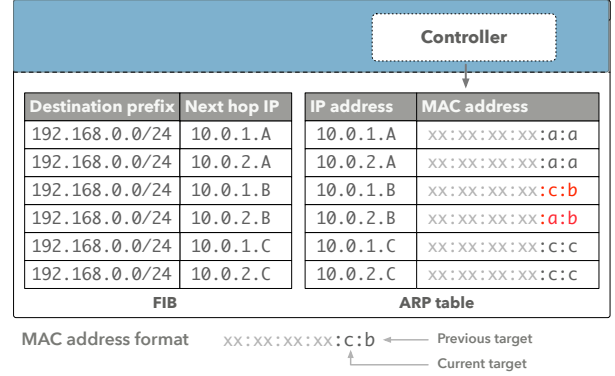 Controller
Destination prefix Next hop IP IP address MAC address
192.168.0.0/24 10.0.1.A 10.0.1.A xx:xx:xx:xx:a:a
192.168.0.0/24 10.0.2.A 10.0.2.A xx:xx:xx:xx:a:a
192.168.0.0/24 10.0.1.B 10.0.1.B xx:xx:xx:xx:c:b
192.168.0.0/24 10.0.2.B 10.0.2.B xx:xx:xx:xx:a:b
192.168.0.0/24 10.0.1.C 10.0.1.C xx:xx:xx:xx:c:c
192.168.0.0/24 10.0.2.C 10.0.2.C xx:xx:xx:xx:c:c
FIB ARP table
MAC address format xx:xx:xx:xx:c:b Previous target
Current target